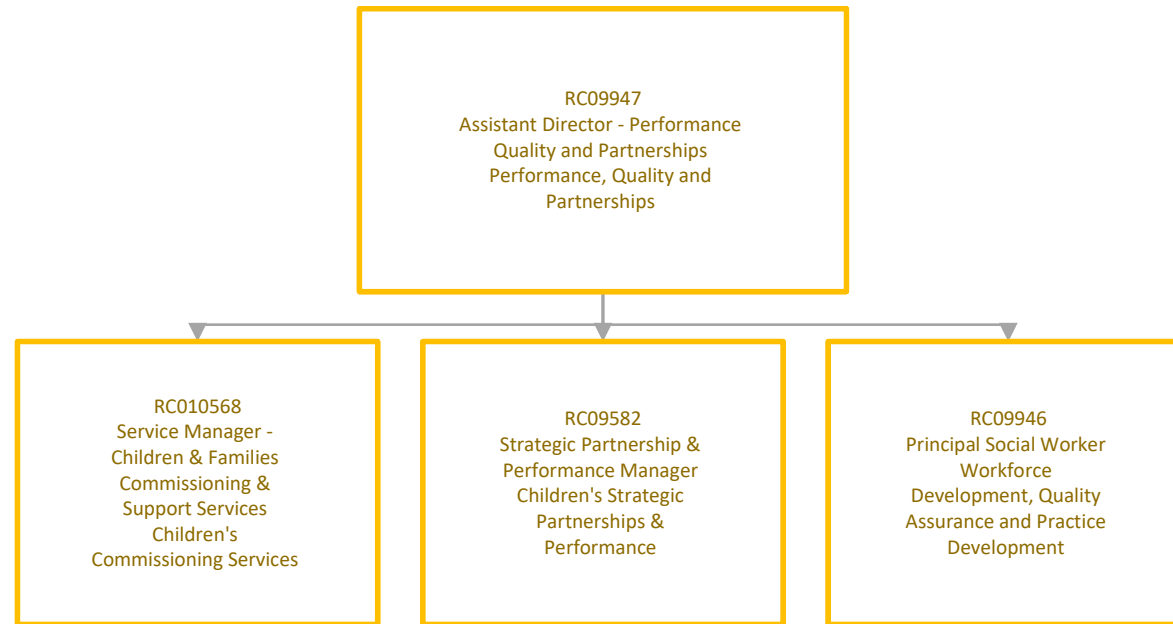 RC09947
Assistant Director - Performance
Quality and Partnerships
Performance, Quality and
Partnerships
RC010568
Service Manager -
Children & Families
Commissioning &
Support Services
Children's
Commissioning Services
RC09582
Strategic Partnership &
Performance Manager
Children's Strategic
Partnerships &
Performance
RC09946
Principal Social Worker
Workforce
Development, Quality
Assurance and Practice
Development